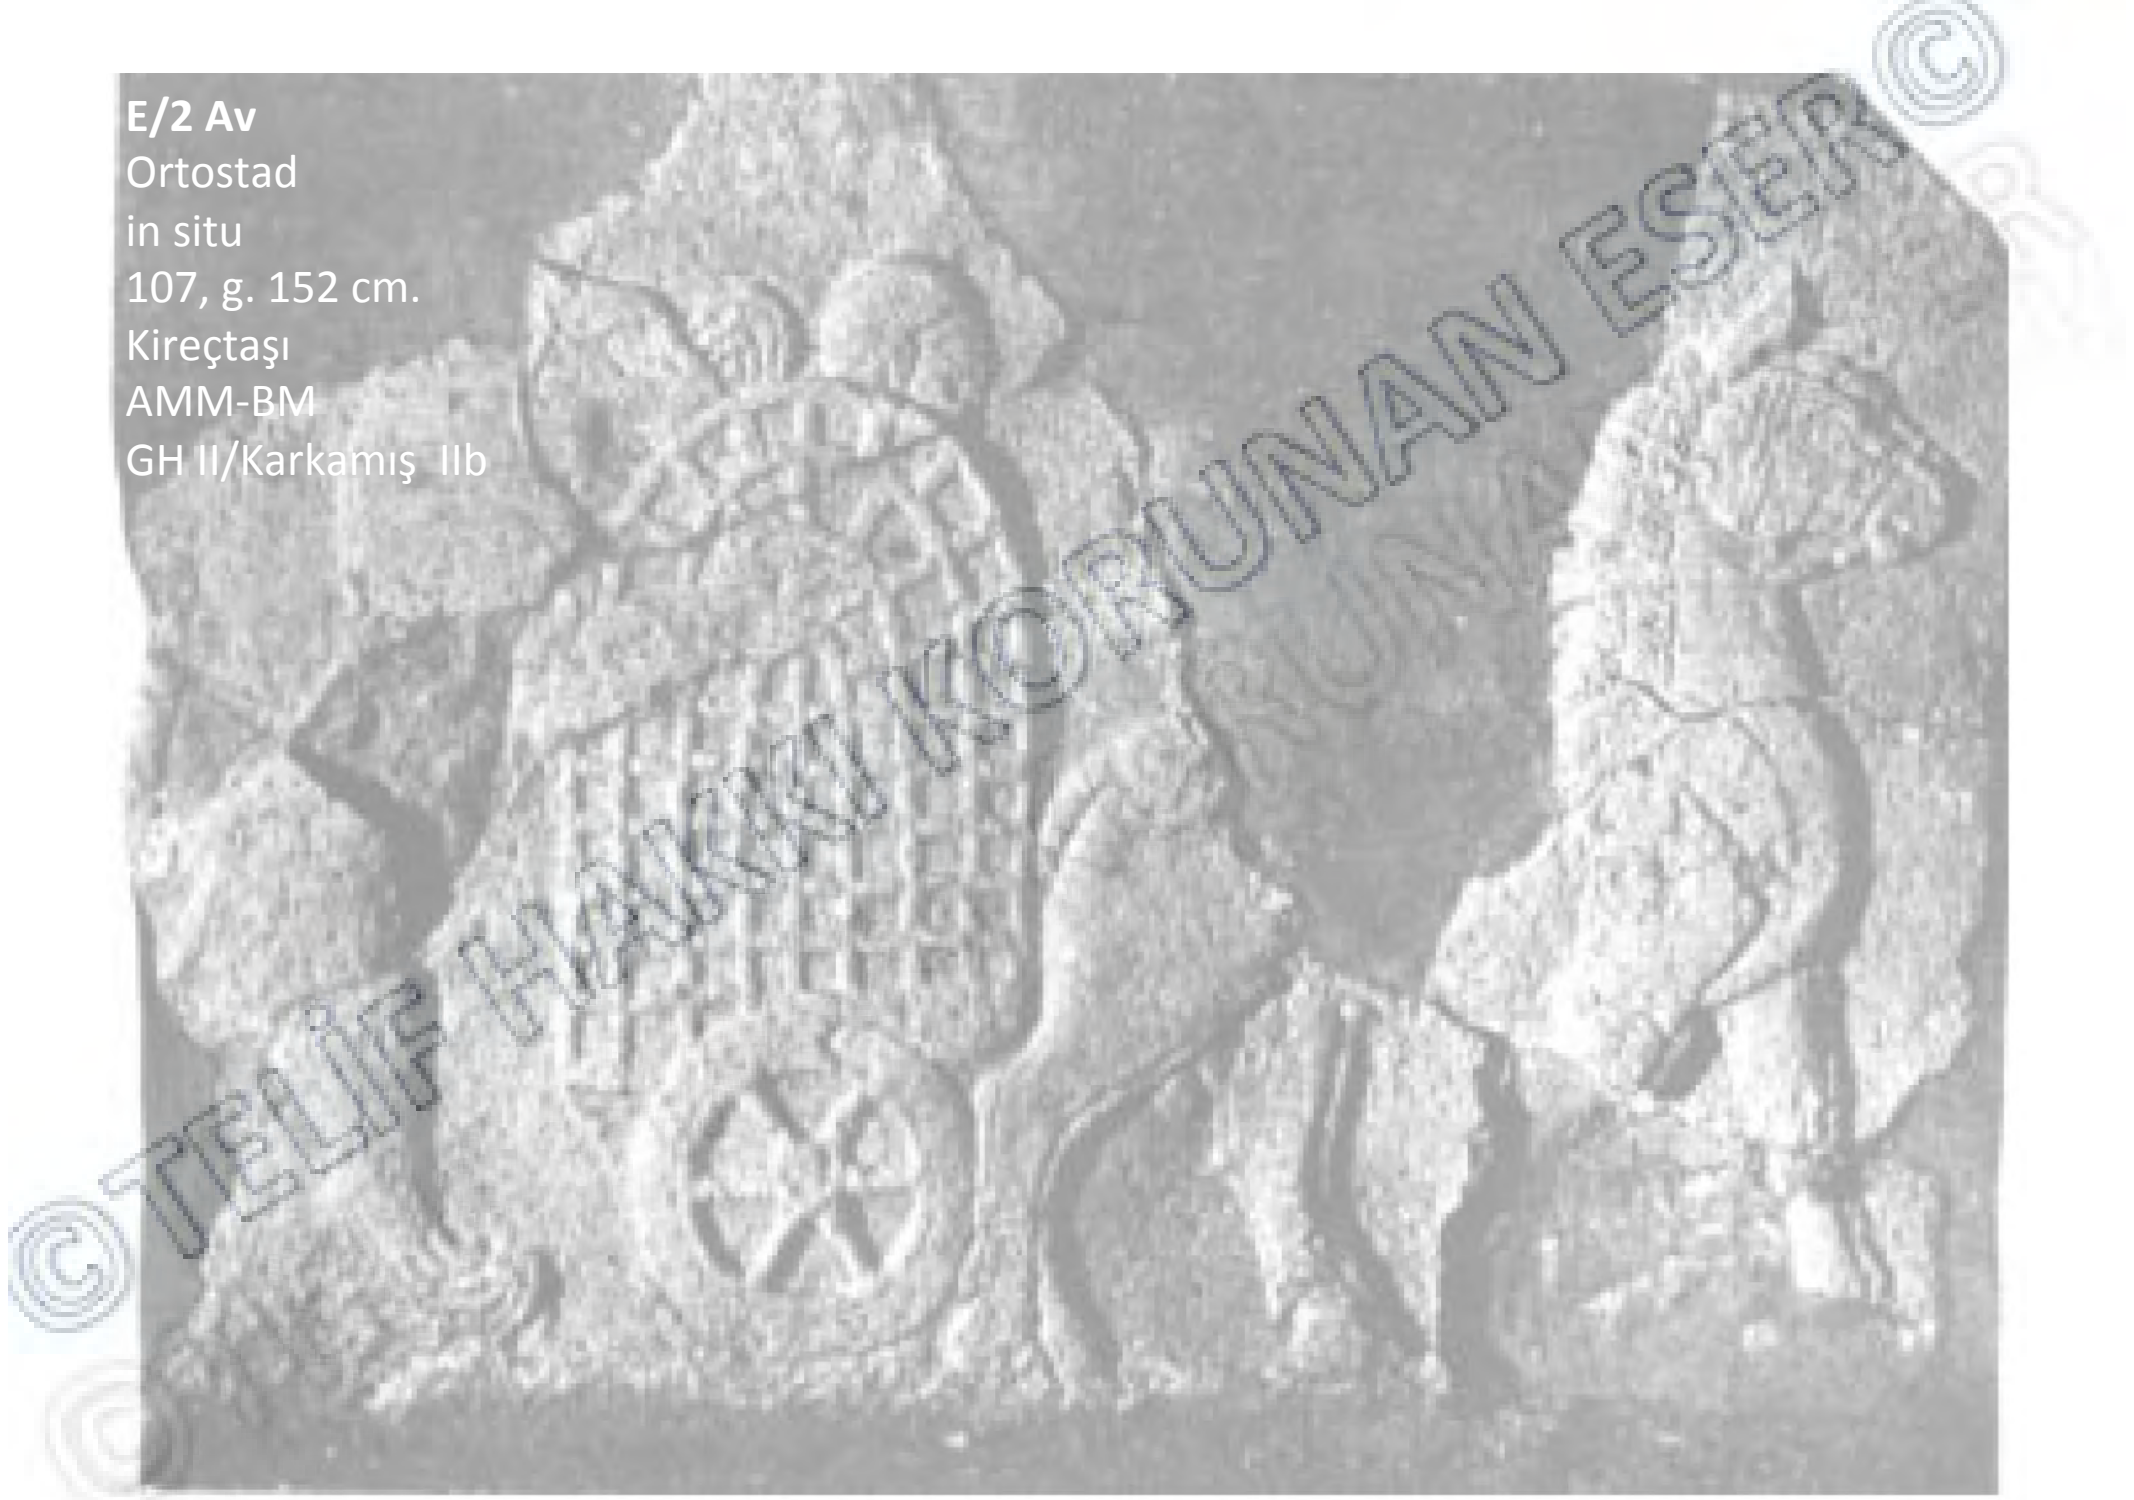 E/2 Av
Ortostad
in situ
107, g. 152 cm.
Kireçtaşı
AMM-BM
GH II/Karkamış IIb
© TELİF HAKKI KORUNAN ESER ©